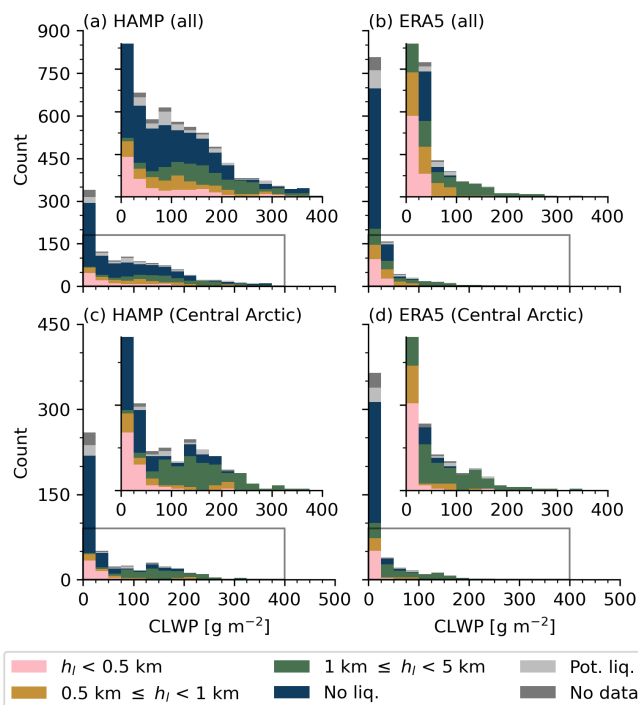 (a) HAMP (all)
(b) ERA5 (all)
900
750
600
450
300
150
0
Count
0 100 200 300 400
0 100 200 300 400
(c) HAMP (Central Arctic)
(d) ERA5 (Central Arctic)
450
300
150
0
Count
0 100 200 300 400
0 100 200 300 400
0 100 200 300 400
0 100 200 300 400 500
CLWP [g m⁻²]
CLWP [g m⁻²]
h_l < 0.5 km
1 km ≤ h_l < 5 km
Pot. liq.
0.5 km ≤ h_l < 1 km
No liq.
No data